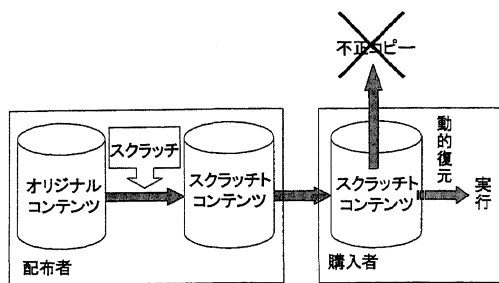 不正コピー
スクラッチ
オリジナル
コンテンツ
スクラッチト
コンテンツ
配布者
スクラッチト
コンテンツ
動的復元
実行
購入者